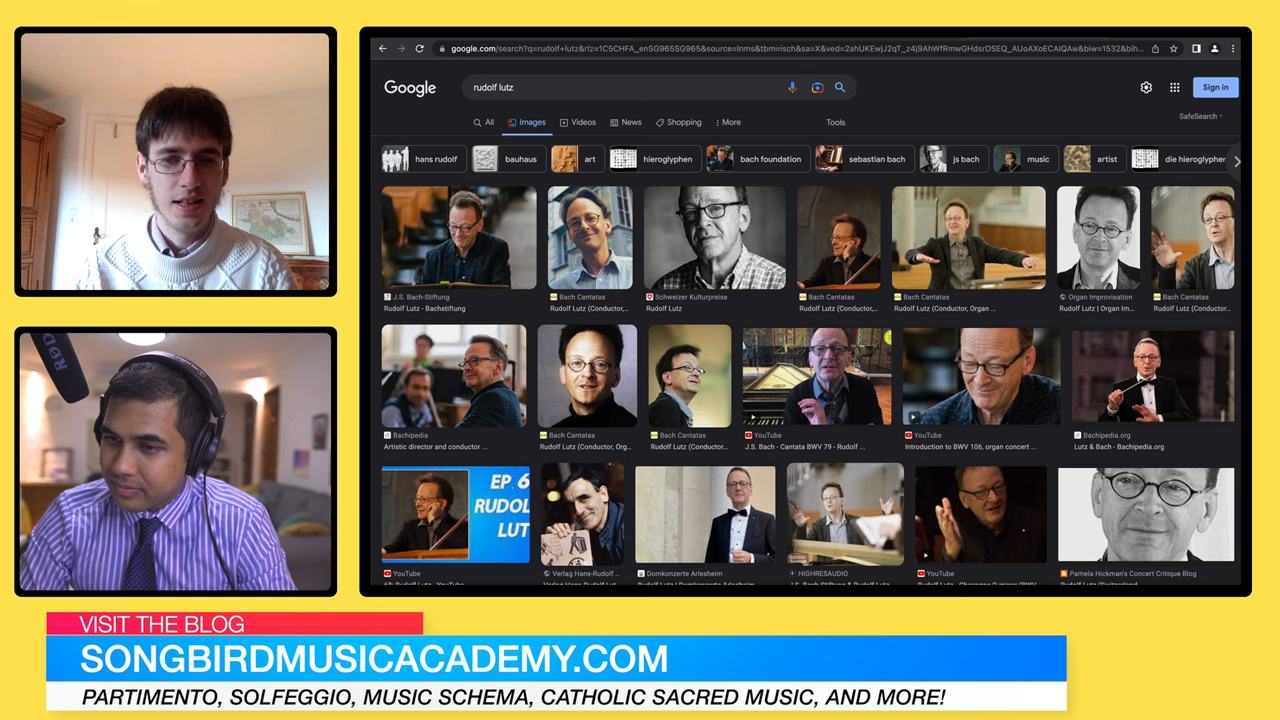 google.com/search?q=rudolf+lutz&rlz=1C5CHFA_enSG965SG965&source=lnms&tbm=isch&sa=X&ved=2ahUKEwjJ2qT_z4j9AhWfRmwGHdsrDSEQ_AUoAXoECAIQAw&biw=1532&bih...
Google
rudolf lutz
Sign in
All
Images
Videos
News
Shopping
More
Tools
SafeSearch
hans rudolf
bauhaus
art
hieroglyphen
bach foundation
sebastian bach
js bach
music
artist
die hieroglyphen
J.S. Bach-Stiftung
Rudolf Lutz - Bachstiftung
Bach Cantatas
Rudolf Lutz (Conductor,...
Schweizer Kulturpreise
Rudolf Lutz
Bach Cantatas
Rudolf Lutz (Conductor,...
Bach Cantatas
Rudolf Lutz (Conductor, Organ ...
Organ Improvisation
Rudolf Lutz | Organ Im...
Bach Cantatas
Rudolf Lutz (Conductor,...
Bachipedia
Artistic director and conductor ...
Bach Cantatas
Rudolf Lutz (Conductor, Org...
Bach Cantatas
Rudolf Lutz (Conductor...
YouTube
J.S. Bach - Cantata BWV 79 - Rudolf ...
YouTube
Introduction to BWV 106, organ concert ...
Bachipedia.org
Lutz & Bach - Bachipedia.org
EP. 6
RUDOL
LUT
YouTube
Verlag Hans-Rudolf ...
Domkonzerte Arlesheim
HIGHRESAUDIO
YouTube
Pamela Hickman's Concert Critique Blog
RØD
VISIT THE BLOG
SONGBIRDMUSICACADEMY.COM
PARTIMENTO, SOLFEGGIO, MUSIC SCHEMA, CATHOLIC SACRED MUSIC, AND MORE!